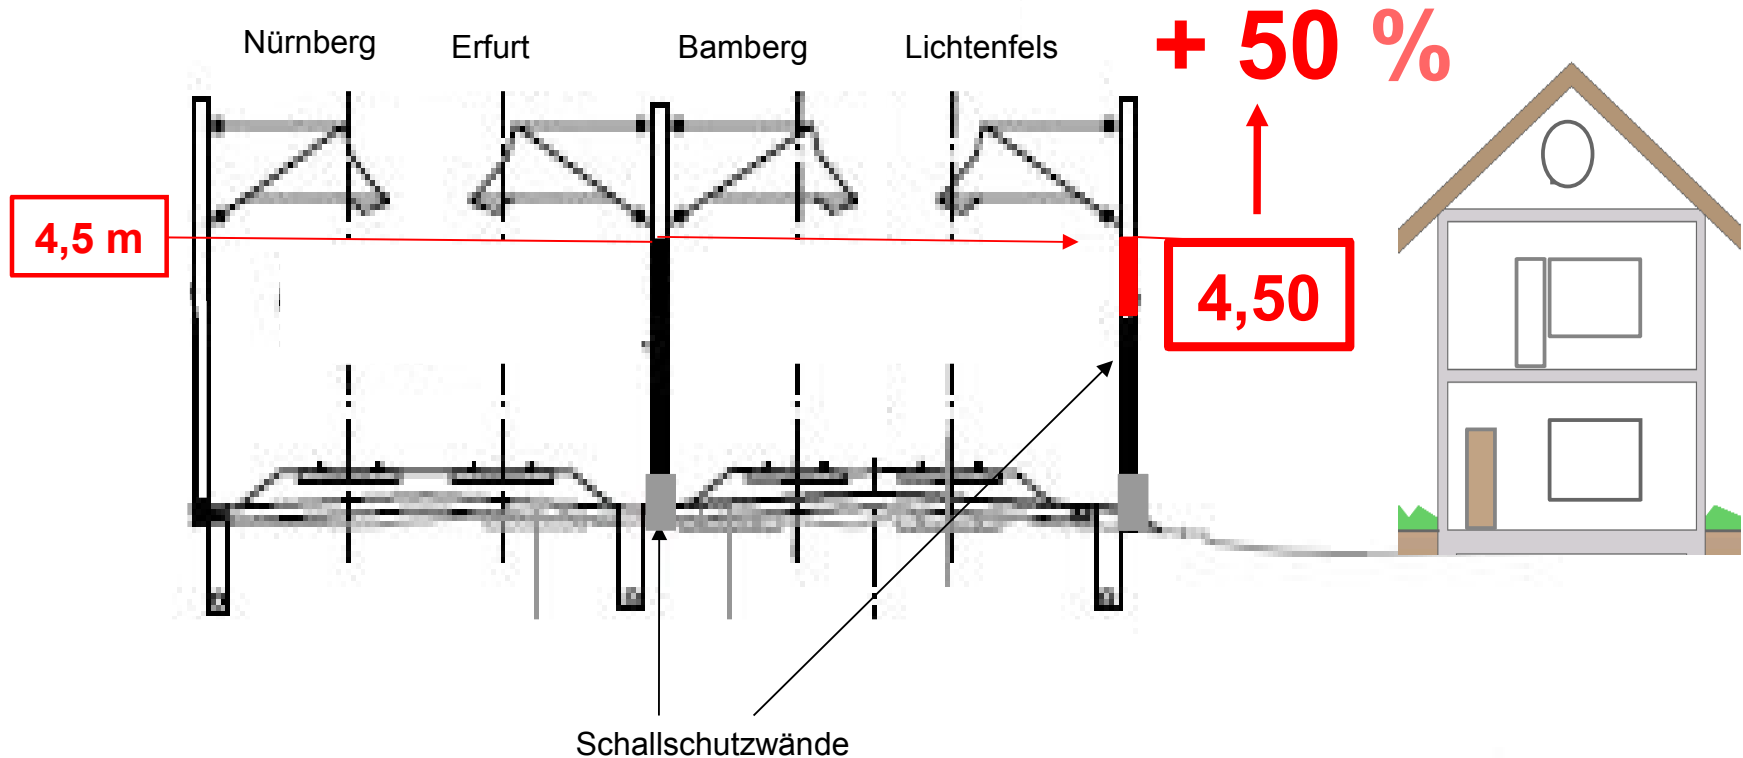 Nürnberg Erfurt Bamberg Lichtenfels
+ 50 %
4,5 m
4,50
Schallschutzwände